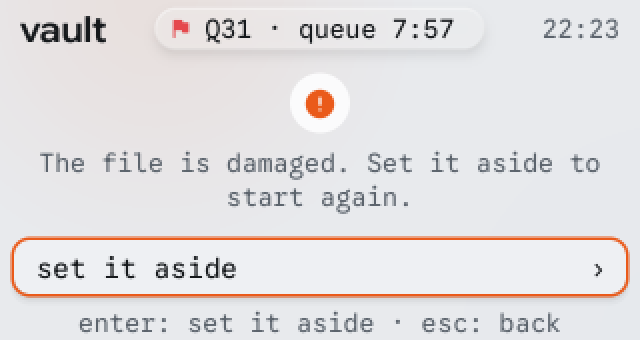 vault
Q31 · queue 7:57
22:23
The file is damaged. Set it aside to
start again.
set it aside ›
enter: set it aside · esc: back